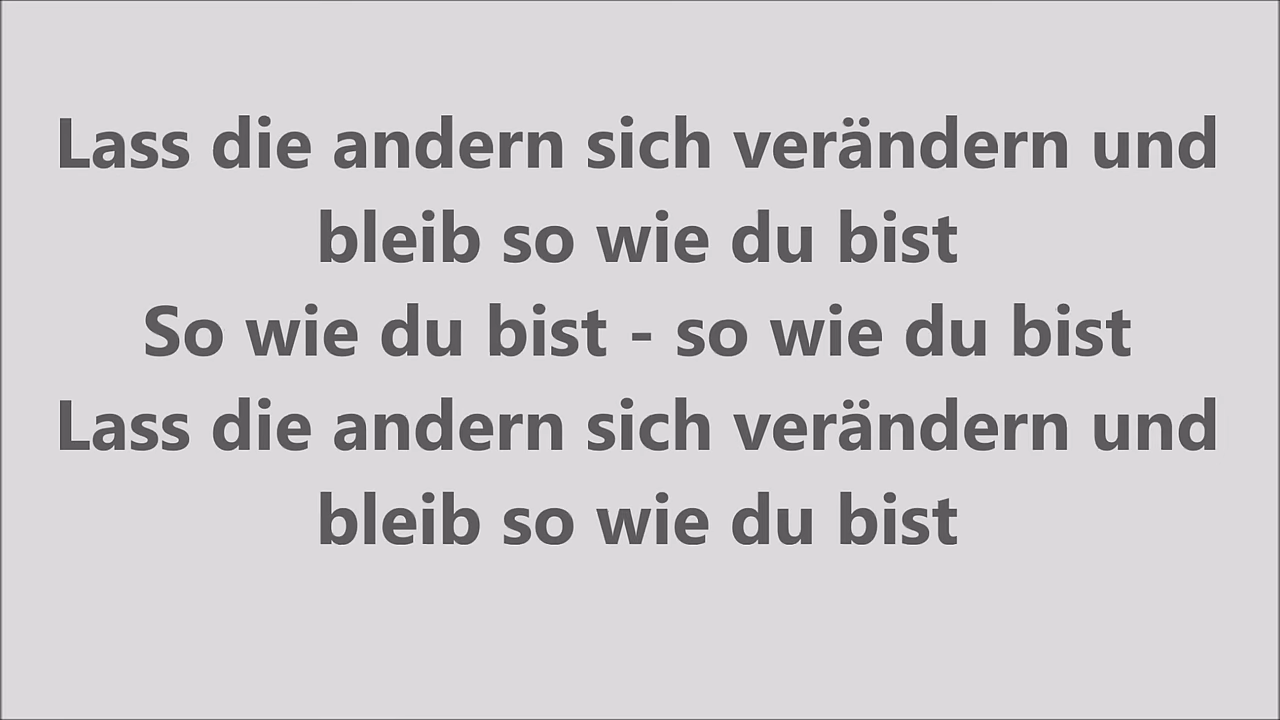 Lass die andern sich verändern und
bleib so wie du bist
So wie du bist - so wie du bist
Lass die andern sich verändern und
bleib so wie du bist